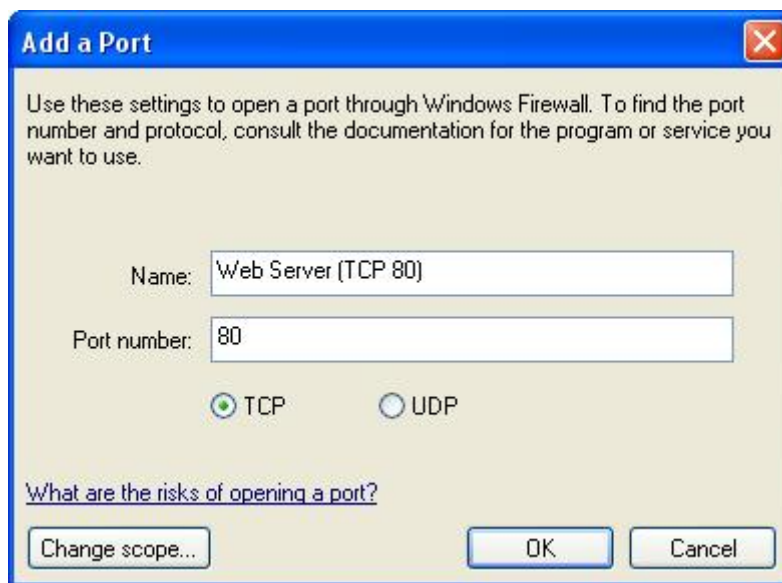 Add a Port
Use these settings to open a port through Windows Firewall. To find the port
number and protocol, consult the documentation for the program or service you
want to use.
Name: Web Server (TCP 80)
Port number: 80
TCP UDP
What are the risks of opening a port?
Change scope... OK Cancel